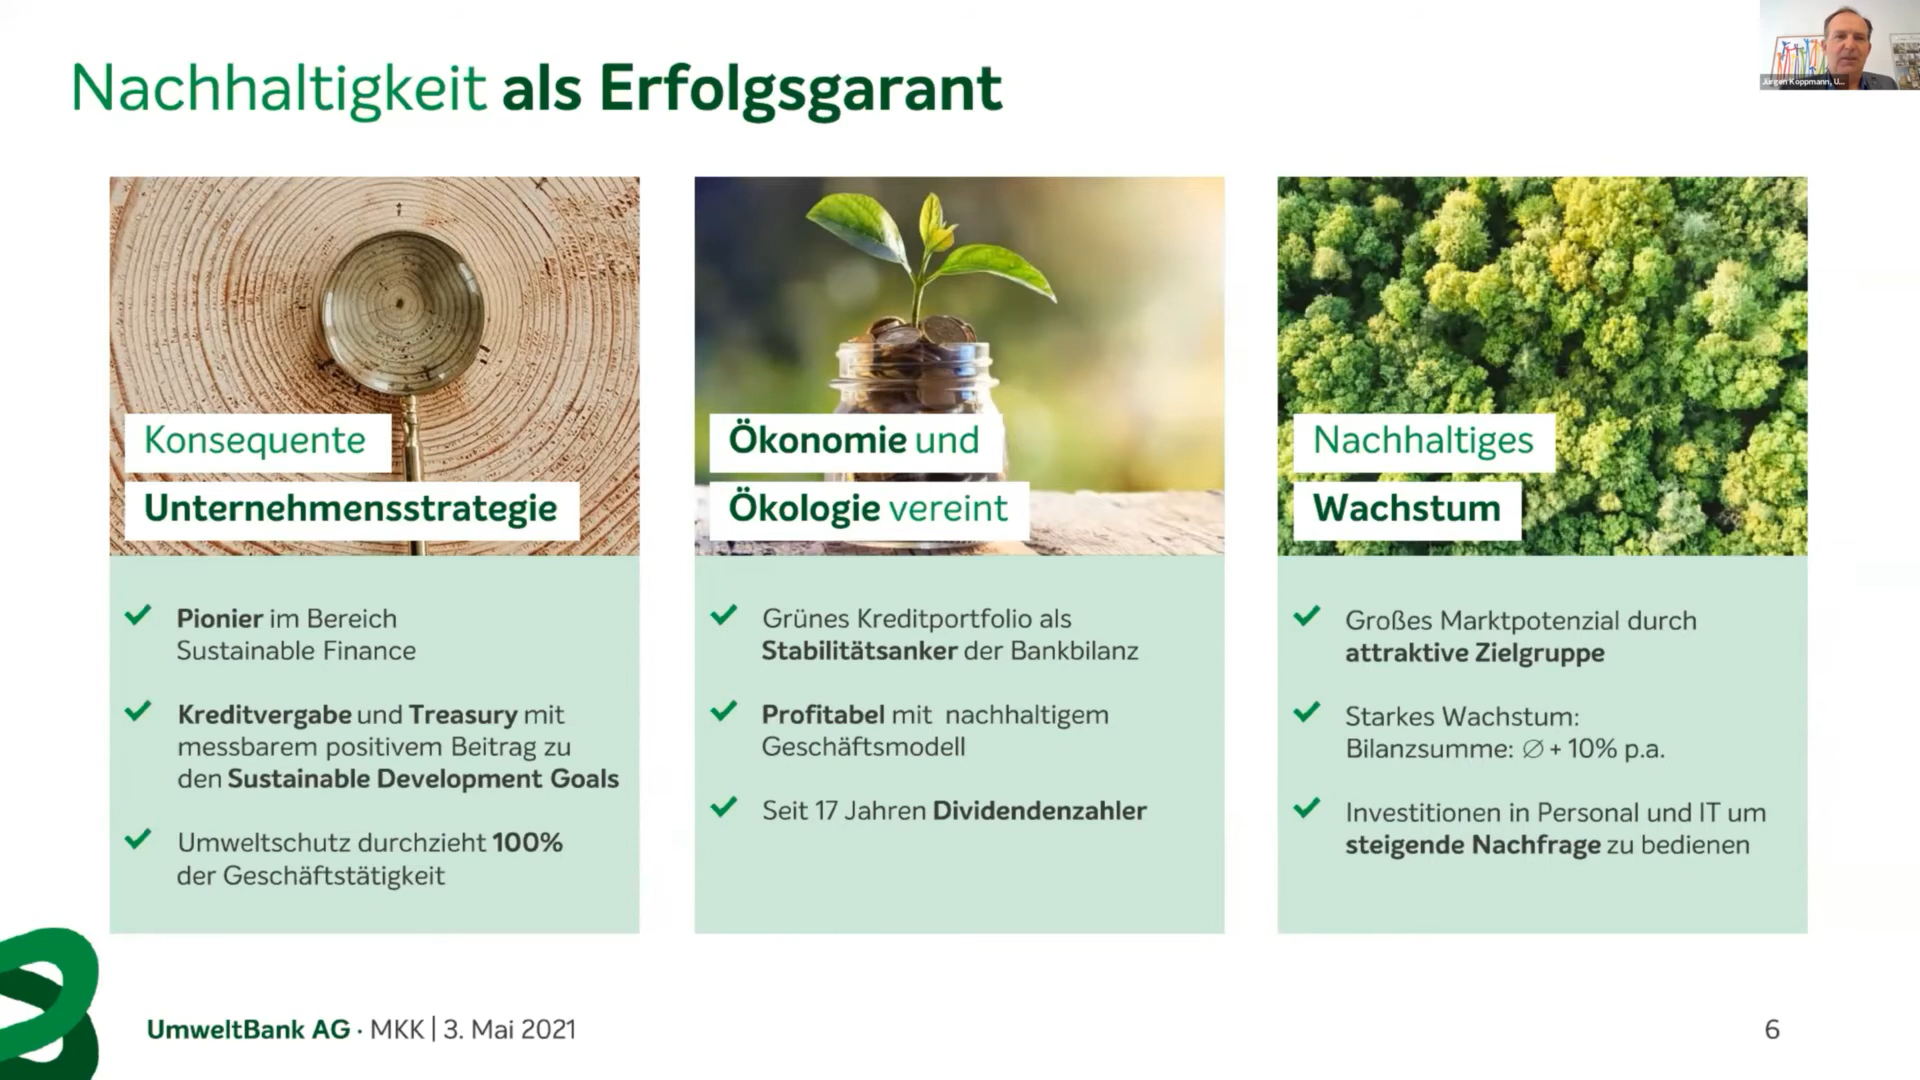 Nachhaltigkeit als Erfolgsgarant
Jürgen Koppmann, U...
Konsequente
Unternehmensstrategie
Pionier im Bereich
Sustainable Finance
Kreditvergabe und Treasury mit
messbarem positivem Beitrag zu
den Sustainable Development Goals
Umweltschutz durchzieht 100%
der Geschäftstätigkeit
Ökonomie und
Ökologie vereint
Grünes Kreditportfolio als
Stabilitätsanker der Bankbilanz
Profitabel mit nachhaltigem
Geschäftsmodell
Seit 17 Jahren Dividendenzahler
Nachhaltiges
Wachstum
Großes Marktpotenzial durch
attraktive Zielgruppe
Starkes Wachstum:
Bilanzsumme: ∅ + 10% p.a.
Investitionen in Personal und IT um
steigende Nachfrage zu bedienen
UmweltBank AG · MKK | 3. Mai 2021
6